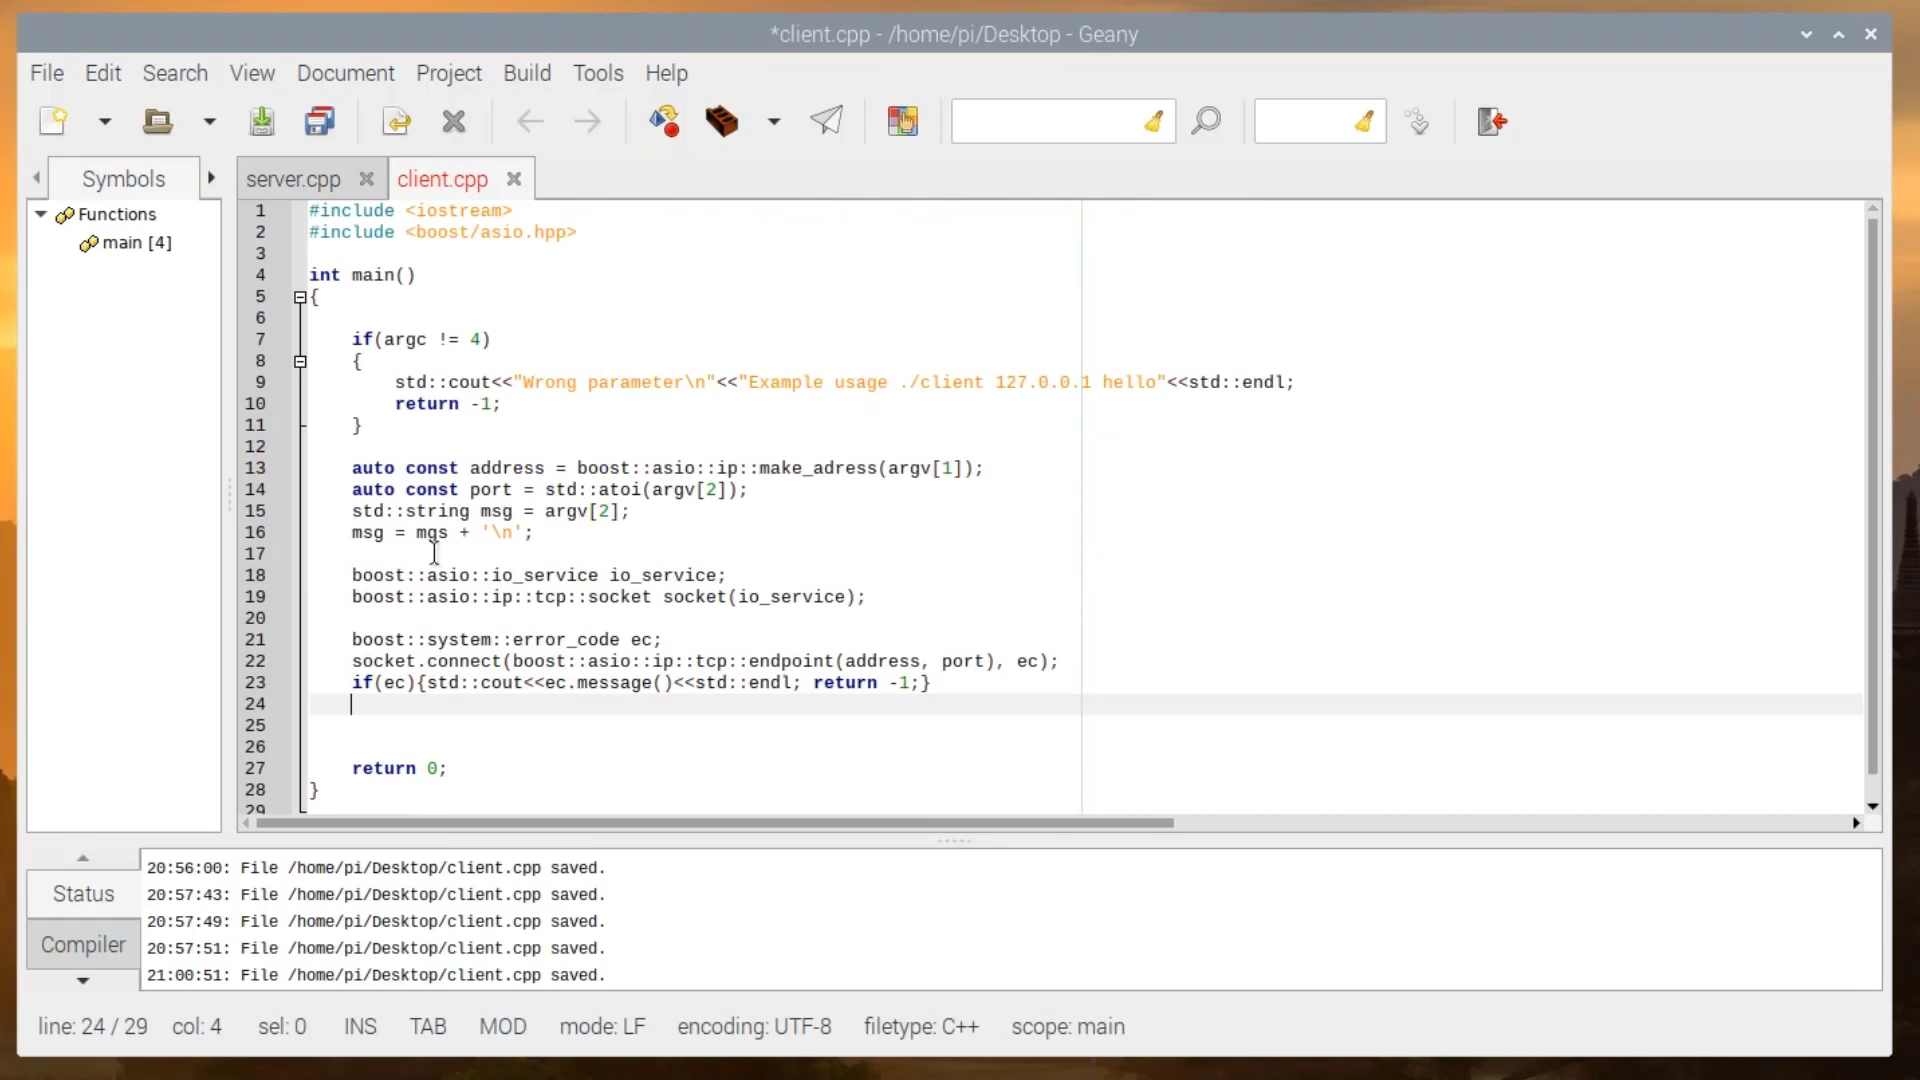 *client.cpp - /home/pi/Desktop - Geany
File Edit Search View Document Project Build Tools Help
Symbols
server.cpp
client.cpp
Functions
main [4]
1 #include <iostream>
2 #include <boost/asio.hpp>
3
4 int main()
5 {
6
7 if(argc != 4)
8 {
9 std::cout<<"Wrong parameter\n"<<"Example usage ./client 127.0.0.1 hello"<<std::endl;
10 return -1;
11 }
12
13 auto const address = boost::asio::ip::make_adress(argv[1]);
14 auto const port = std::atoi(argv[2]);
15 std::string msg = argv[2];
16 msg = mqs + '\n';
17
18 boost::asio::io_service io_service;
19 boost::asio::ip::tcp::socket socket(io_service);
20
21 boost::system::error_code ec;
22 socket.connect(boost::asio::ip::tcp::endpoint(address, port), ec);
23 if(ec){std::cout<<ec.message()<<std::endl; return -1;}
24
25
26
27 return 0;
28 }
29
Status
Compiler
20:56:00: File /home/pi/Desktop/client.cpp saved.
20:57:43: File /home/pi/Desktop/client.cpp saved.
20:57:49: File /home/pi/Desktop/client.cpp saved.
20:57:51: File /home/pi/Desktop/client.cpp saved.
21:00:51: File /home/pi/Desktop/client.cpp saved.
line: 24 / 29 col: 4 sel: 0 INS TAB MOD mode: LF encoding: UTF-8 filetype: C++ scope: main